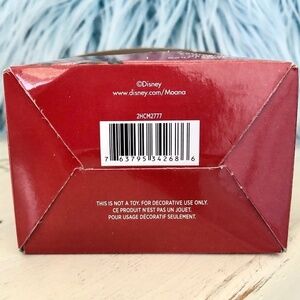 ©Disney
www.disney.com/Moana
2HCM2777
7 63795 34268 6
THIS IS NOT A TOY. FOR DECORATIVE USE ONLY.
CE PRODUIT N'EST PAS UN JOUET.
POUR USAGE DÉCORATIF SEULEMENT.